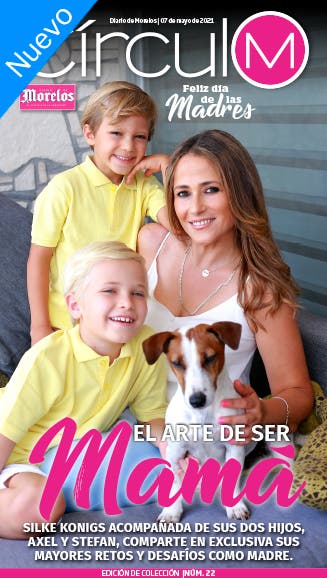 Nuevo
Diario de Morelos | 07 de mayo de 2021
CírculM
Morelos
Feliz día
de las
Madres
EL ARTE DE SER
Mamá
SILKE KONIGS ACOMPAÑADA DE SUS DOS HIJOS,
AXEL Y STEFAN, COMPARTE EN EXCLUSIVA SUS
MAYORES RETOS Y DESAFÍOS COMO MADRE.
EDICIÓN DE COLECCIÓN |NÚM. 22